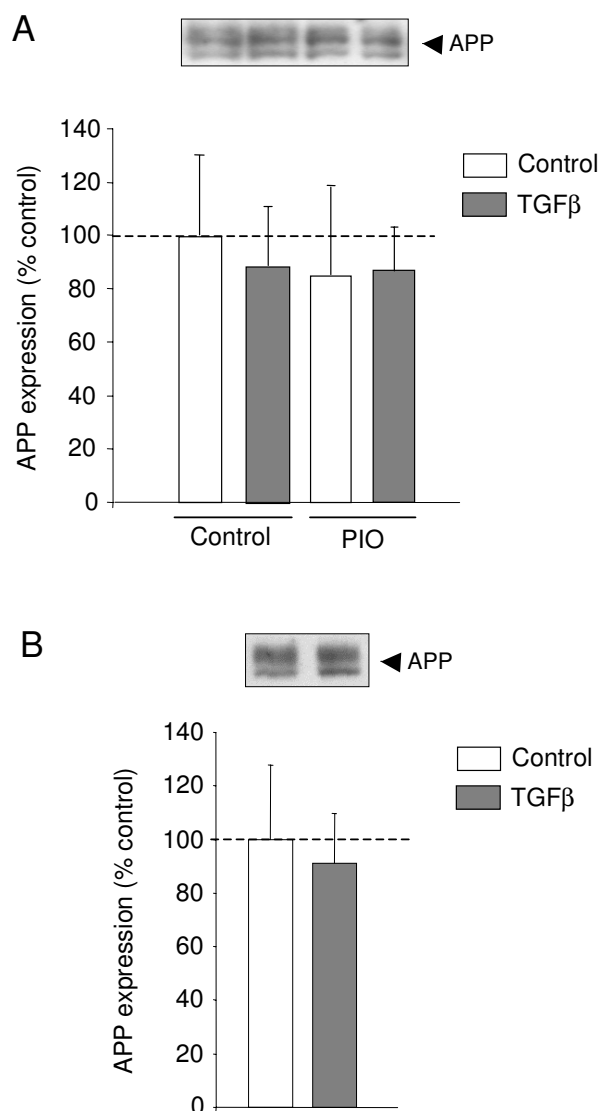 A
◄ APP
APP expression (% control)
140
120
100
80
60
40
20
0
Control
TGFβ
Control
PIO
B
◄ APP
APP expression (% control)
140
120
100
80
60
40
20
0
Control
TGFβ